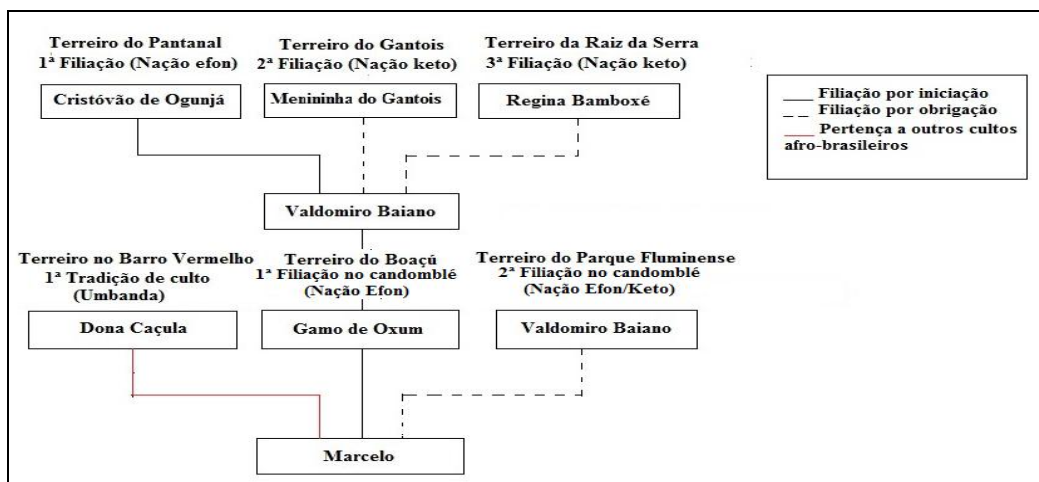 Terreiro do Pantanal
1ª Filiação (Nação efon)
Cristóvão de Ogunjá
Terreiro do Gantois
2ª Filiação (Nação keto)
Menininha do Gantois
Terreiro da Raiz da Serra
3ª Filiação (Nação keto)
Regina Bamboxé
Filiação por iniciação
Filiação por obrigação
Pertença a outros cultos
afro-brasileiros
Valdomiro Baiano
Terreiro no Barro Vermelho
1ª Tradição de culto
(Umbanda)
Dona Caçula
Terreiro do Boaçú
1ª Filiação no candomblé
(Nação Efon)
Gamo de Oxum
Terreiro do Parque Fluminense
2ª Filiação no candomblé
(Nação Efon/Keto)
Valdomiro Baiano
Marcelo